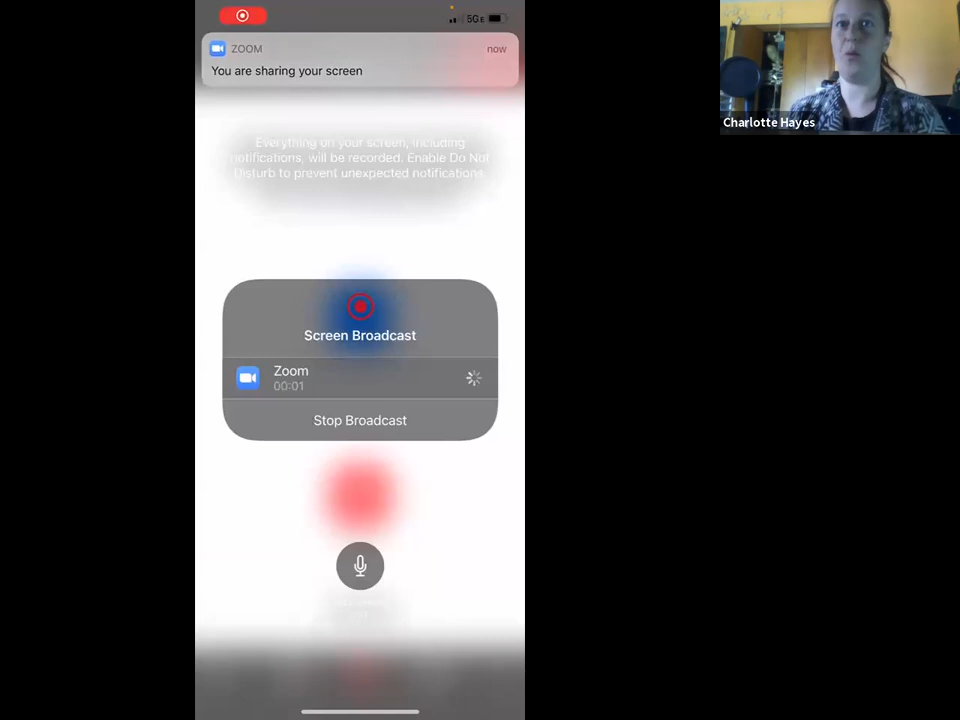 5G E
ZOOM
now
You are sharing your screen
Everything on your screen, including
notifications, will be recorded. Enable Do Not
Disturb to prevent unexpected notifications.
Screen Broadcast
Zoom
00:01
Stop Broadcast
Charlotte Hayes